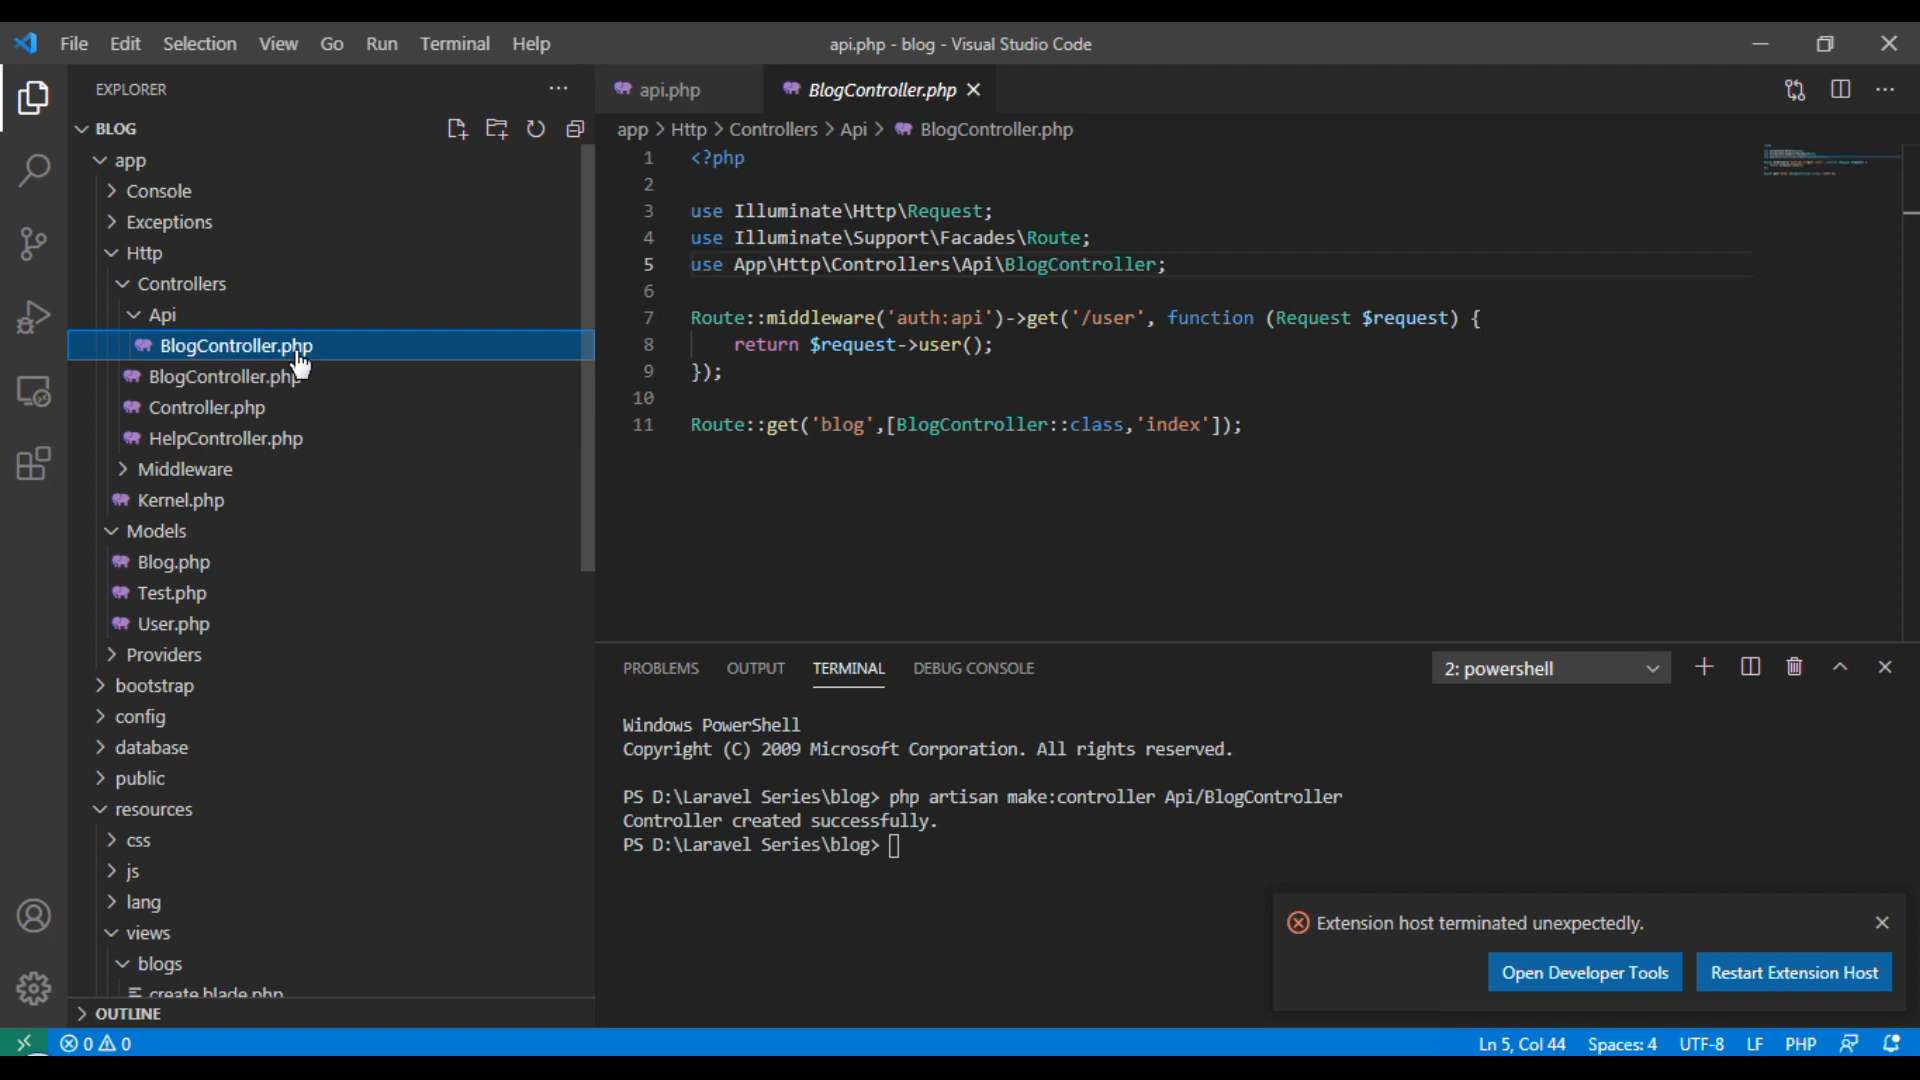 File Edit Selection View Go Run Terminal Help
api.php - blog - Visual Studio Code
EXPLORER
BLOG
app
Console
Exceptions
Http
Controllers
Api
BlogController.php
BlogController.php
Controller.php
HelpController.php
Middleware
Kernel.php
Models
Blog.php
Test.php
User.php
Providers
bootstrap
config
database
public
resources
css
js
lang
views
blogs
create.blade.php
OUTLINE
api.php BlogController.php
app > Http > Controllers > Api > BlogController.php
1 <?php
2
3 use Illuminate\Http\Request;
4 use Illuminate\Support\Facades\Route;
5 use App\Http\Controllers\Api\BlogController;
6
7 Route::middleware('auth:api')->get('/user', function (Request $request) {
8 return $request->user();
9 });
10
11 Route::get('blog',[BlogController::class,'index']);
PROBLEMS OUTPUT TERMINAL DEBUG CONSOLE 2: powershell
Windows PowerShell
Copyright (C) 2009 Microsoft Corporation. All rights reserved.
PS D:\Laravel Series\blog> php artisan make:controller Api/BlogController
Controller created successfully.
PS D:\Laravel Series\blog>
Extension host terminated unexpectedly.
Open Developer Tools Restart Extension Host
0 0 Ln 5, Col 44 Spaces: 4 UTF-8 LF PHP